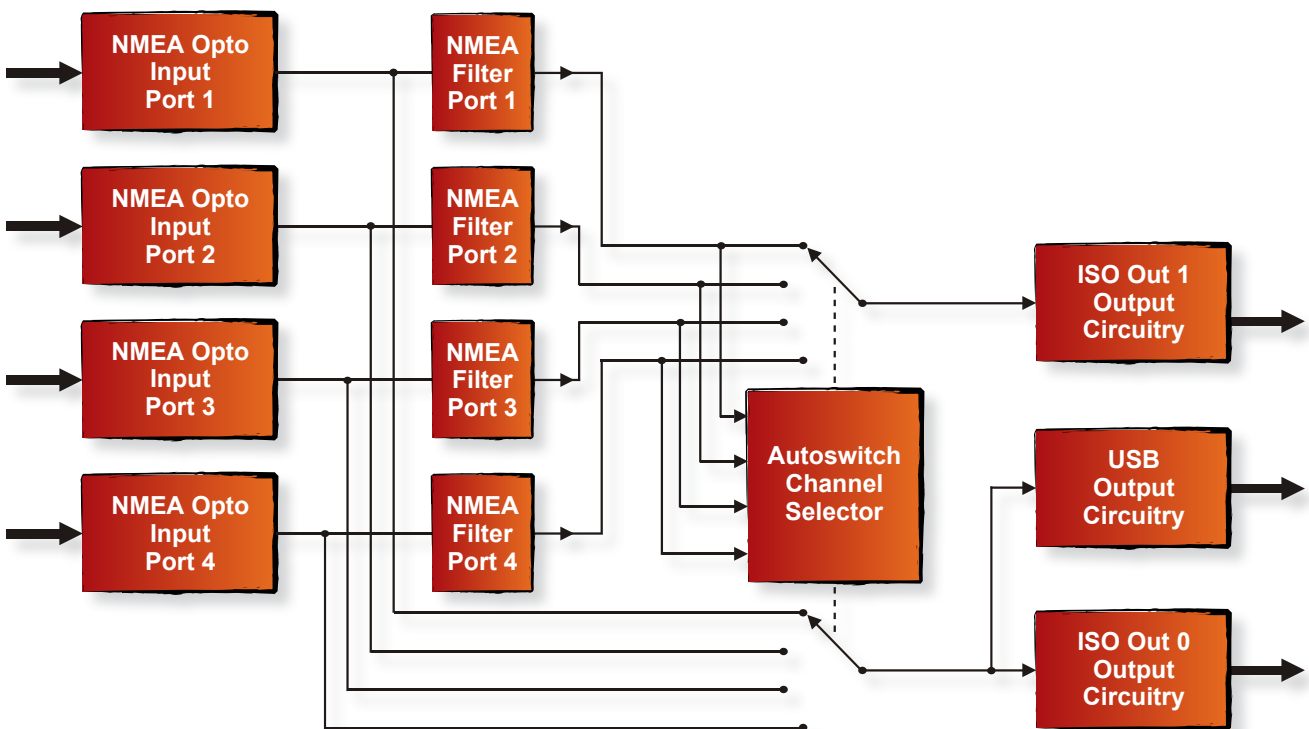 NMEA Opto
Input
Port 1
NMEA
Filter
Port 1
NMEA Opto
Input
Port 2
NMEA
Filter
Port 2
NMEA Opto
Input
Port 3
NMEA
Filter
Port 3
NMEA Opto
Input
Port 4
NMEA
Filter
Port 4
Autoswitch
Channel
Selector
ISO Out 1
Output
Circuitry
USB
Output
Circuitry
ISO Out 0
Output
Circuitry